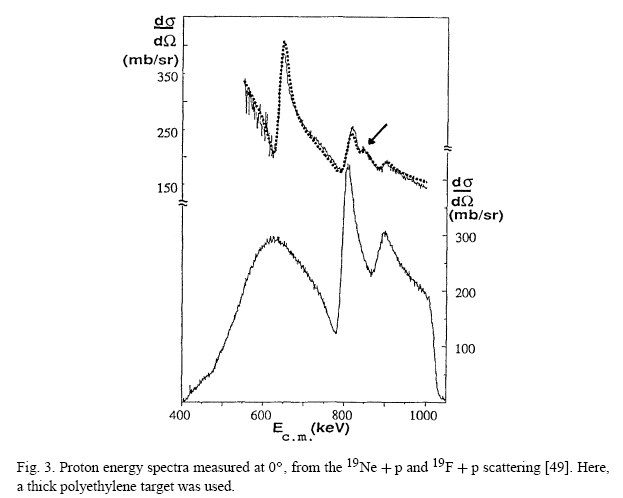 dσ
dΩ
(mb/sr)
350
250
150
dσ
dΩ
(mb/sr)
300
200
100
400 600 800 1000
E c.m. (keV)
Fig. 3. Proton energy spectra measured at 0°, from the ¹⁹Ne + p and ¹⁹F + p scattering [49]. Here,
a thick polyethylene target was used.